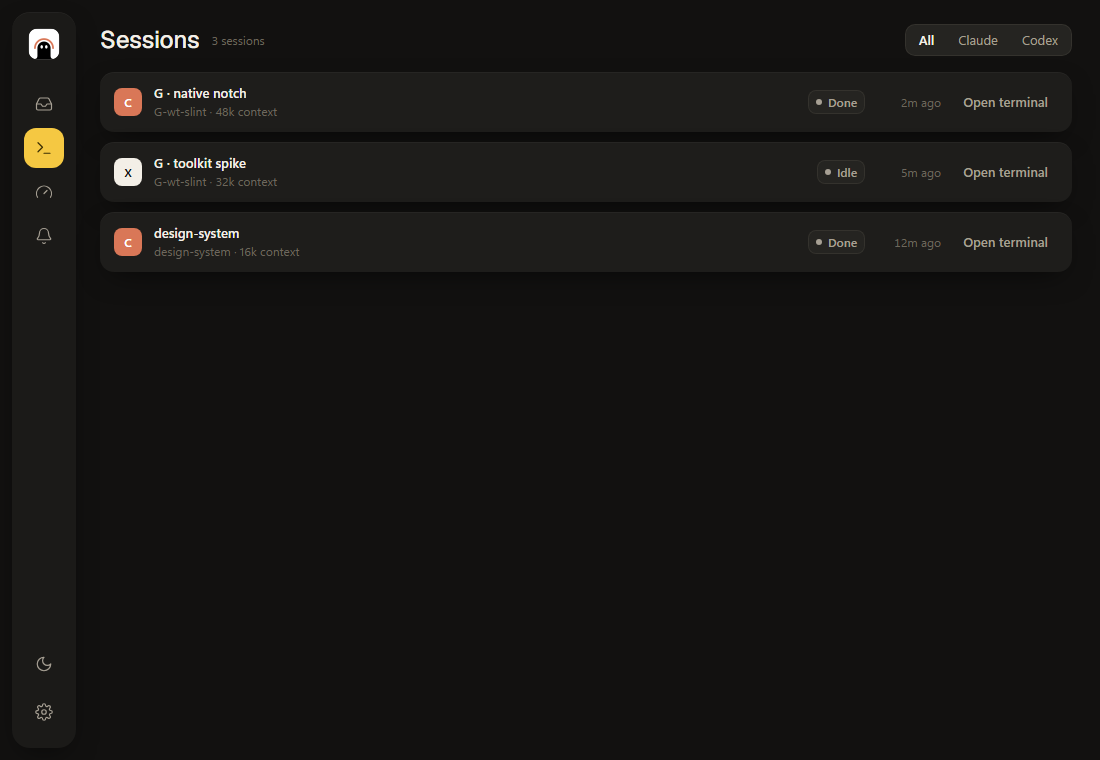 Sessions 3 sessions
All Claude Codex
C
G · native notch
G-wt-slint · 48k context
Done 2m ago Open terminal
X
G · toolkit spike
G-wt-slint · 32k context
Idle 5m ago Open terminal
C
design-system
design-system · 16k context
Done 12m ago Open terminal